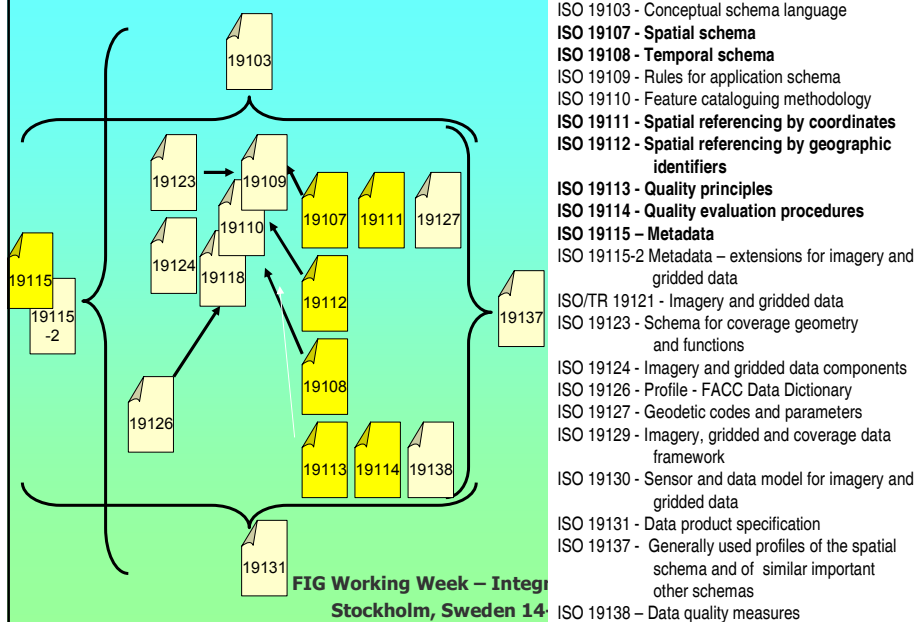 19103
19123
19109
19107
19111
19127
19110
19124
19118
19115
19115
-2
19112
19137
19108
19126
19113
19114
19138
19131
FIG Working Week – Integr
Stockholm, Sweden 14-
ISO 19103 - Conceptual schema language
ISO 19107 - Spatial schema
ISO 19108 - Temporal schema
ISO 19109 - Rules for application schema
ISO 19110 - Feature cataloguing methodology
ISO 19111 - Spatial referencing by coordinates
ISO 19112 - Spatial referencing by geographic
identifiers
ISO 19113 - Quality principles
ISO 19114 - Quality evaluation procedures
ISO 19115 – Metadata
ISO 19115-2 Metadata – extensions for imagery and
gridded data
ISO/TR 19121 - Imagery and gridded data
ISO 19123 - Schema for coverage geometry
and functions
ISO 19124 - Imagery and gridded data components
ISO 19126 - Profile - FACC Data Dictionary
ISO 19127 - Geodetic codes and parameters
ISO 19129 - Imagery, gridded and coverage data
framework
ISO 19130 - Sensor and data model for imagery and
gridded data
ISO 19131 - Data product specification
ISO 19137 - Generally used profiles of the spatial
schema and of similar important
other schemas
ISO 19138 – Data quality measures